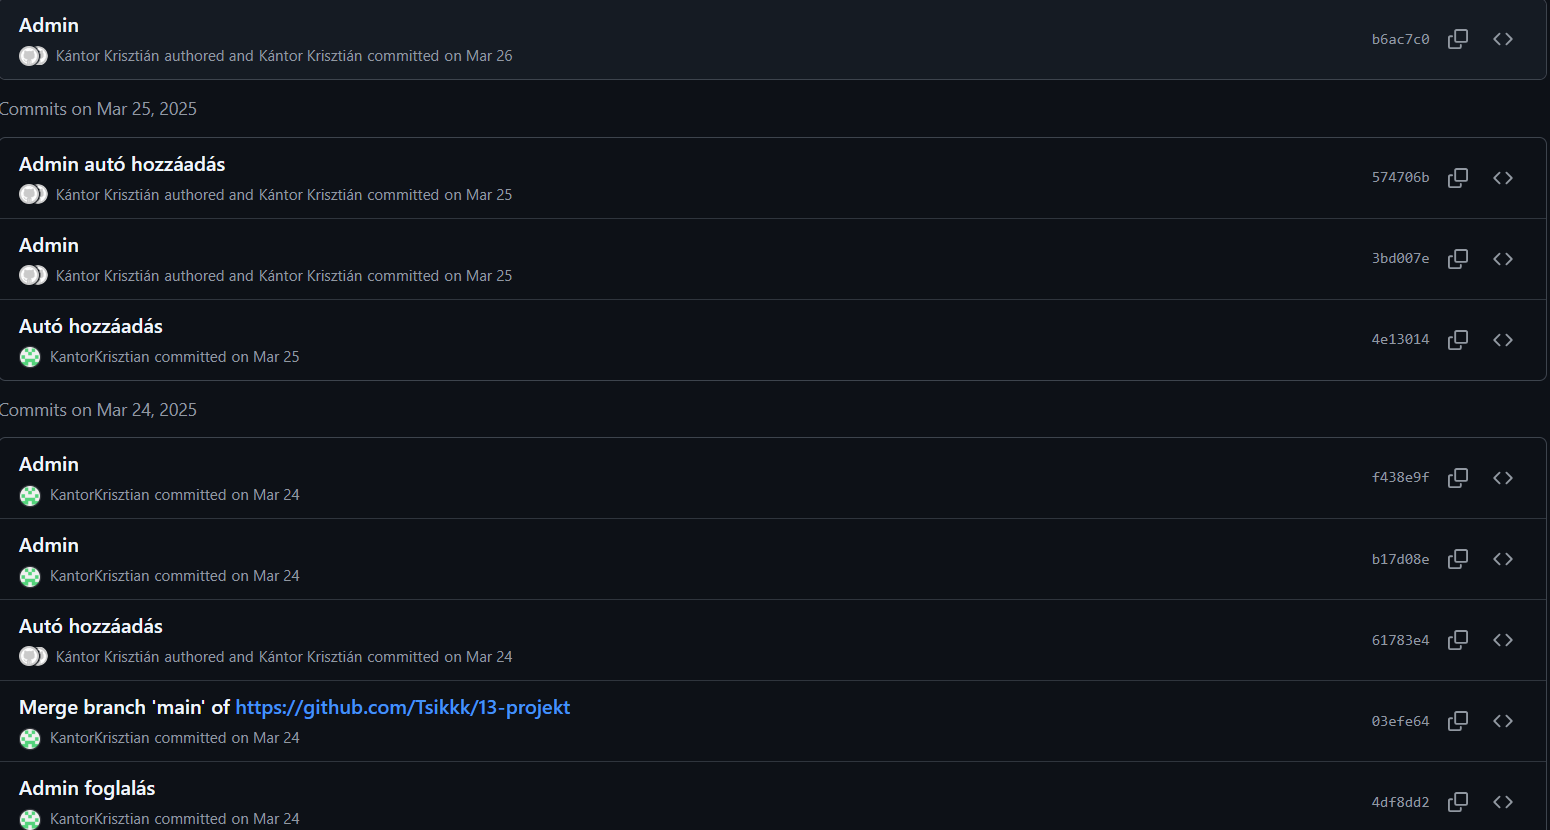 Admin
Kántor Krisztián authored and Kántor Krisztián committed on Mar 26
b6ac7c0
Commits on Mar 25, 2025
Admin autó hozzáadás
Kántor Krisztián authored and Kántor Krisztián committed on Mar 25
574706b
Admin
Kántor Krisztián authored and Kántor Krisztián committed on Mar 25
3bd007e
Autó hozzáadás
KantorKrisztian committed on Mar 25
4e13014
Commits on Mar 24, 2025
Admin
KantorKrisztian committed on Mar 24
f438e9f
Admin
KantorKrisztian committed on Mar 24
b17d08e
Autó hozzáadás
Kántor Krisztián authored and Kántor Krisztián committed on Mar 24
61783e4
Merge branch 'main' of https://github.com/Tsikkk/13-projekt
KantorKrisztian committed on Mar 24
03efe64
Admin foglalás
KantorKrisztian committed on Mar 24
4df8dd2